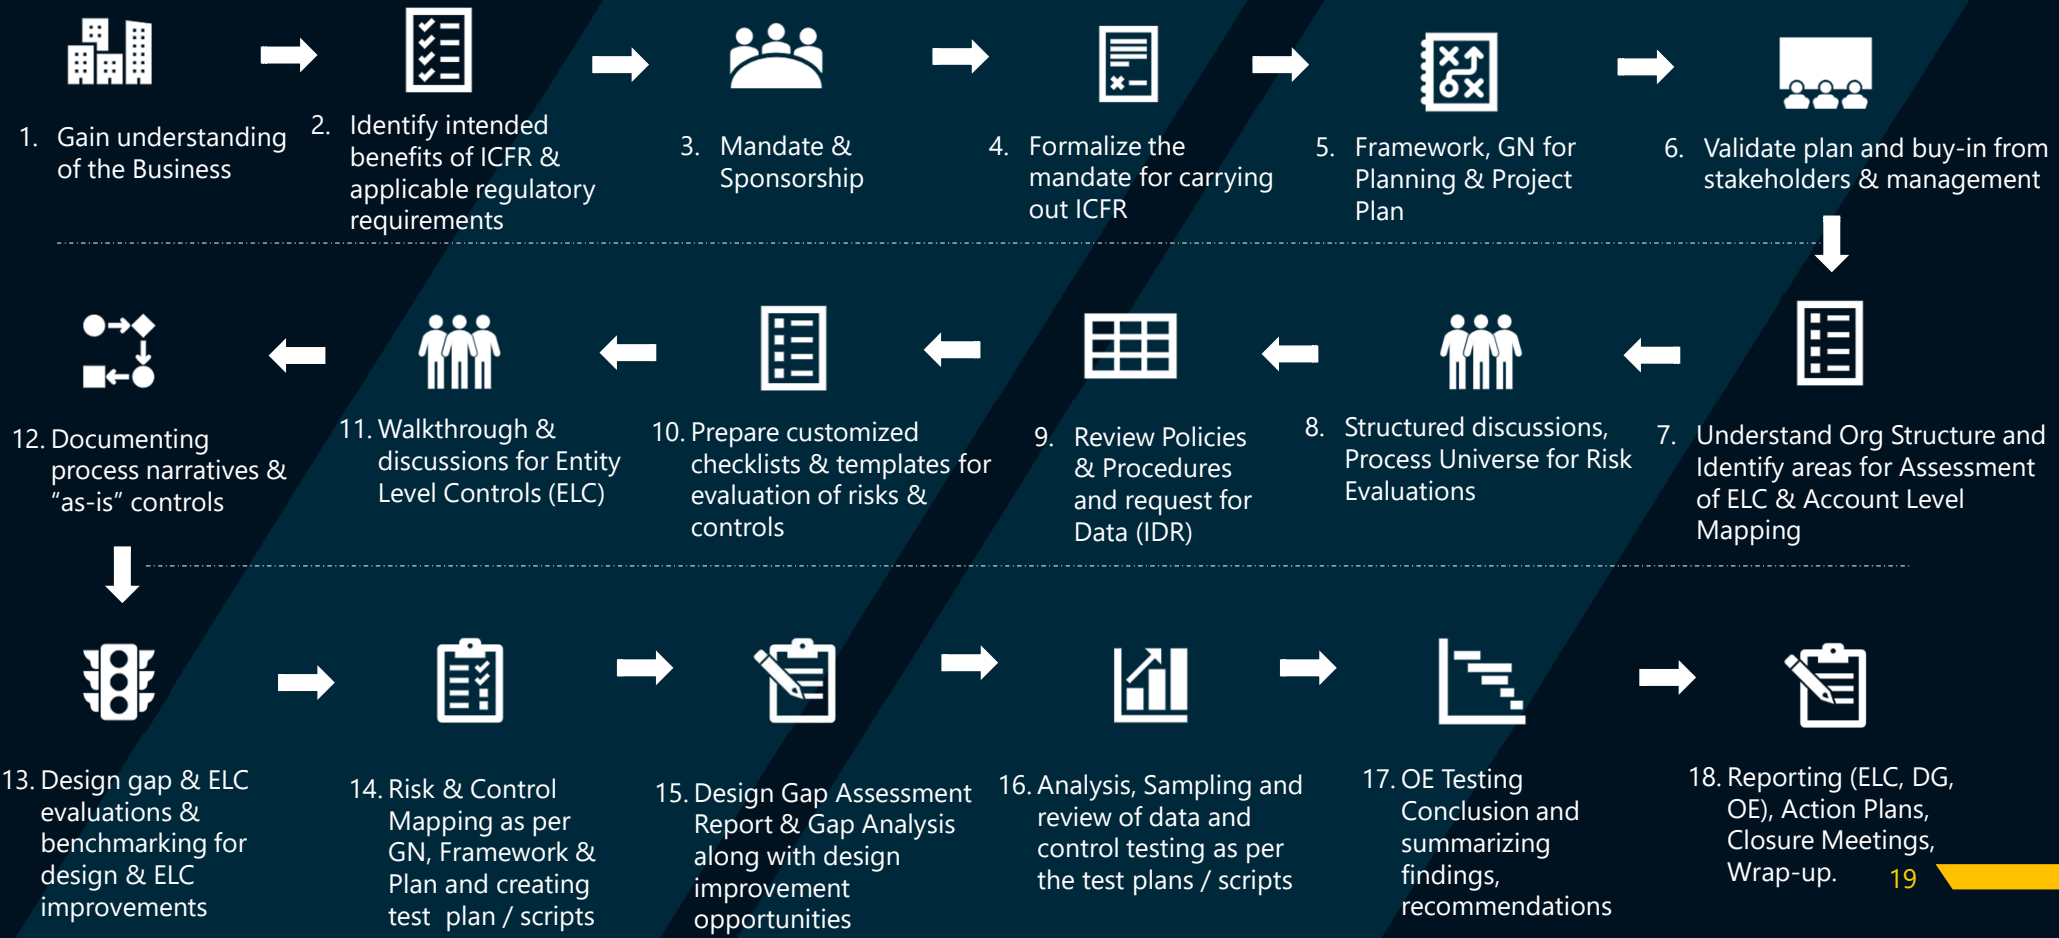 1. Gain understanding
of the Business
2. Identify intended
benefits of ICFR &
applicable regulatory
requirements
3. Mandate &
Sponsorship
4. Formalize the
mandate for carrying
out ICFR
5. Framework, GN for
Planning & Project
Plan
6. Validate plan and buy-in from
stakeholders & management
7. Understand Org Structure and
Identify areas for Assessment
of ELC & Account Level
Mapping
8. Structured discussions,
Process Universe for Risk
Evaluations
9. Review Policies
& Procedures
and request for
Data (IDR)
10. Prepare customized
checklists & templates for
evaluation of risks &
controls
11. Walkthrough &
discussions for Entity
Level Controls (ELC)
12. Documenting
process narratives &
“as-is” controls
13. Design gap & ELC
evaluations &
benchmarking for
design & ELC
improvements
14. Risk & Control
Mapping as per
GN, Framework &
Plan and creating
test plan / scripts
15. Design Gap Assessment
Report & Gap Analysis
along with design
improvement
opportunities
16. Analysis, Sampling and
review of data and
control testing as per
the test plans / scripts
17. OE Testing
Conclusion and
summarizing
findings,
recommendations
18. Reporting (ELC, DG,
OE), Action Plans,
Closure Meetings,
Wrap-up.
19